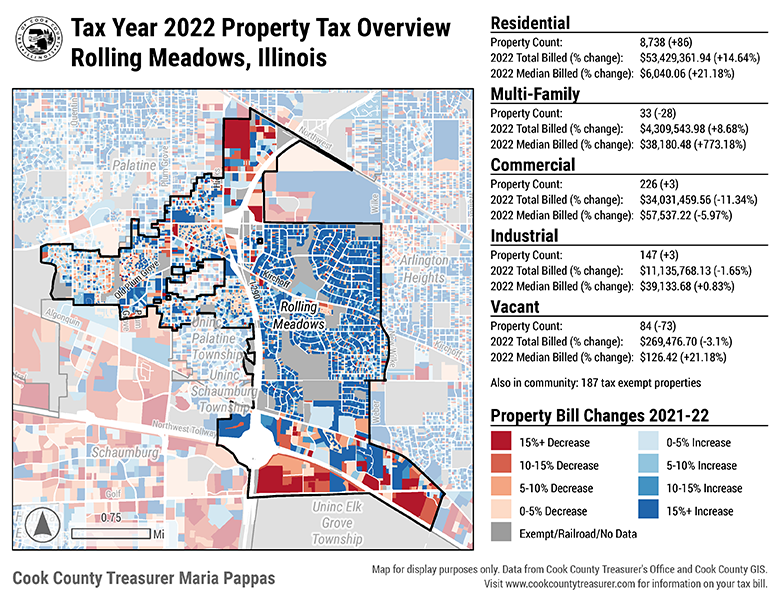 Tax Year 2022 Property Tax Overview
Rolling Meadows, Illinois
Residential
Property Count: 8,738 (+86)
2022 Total Billed (% change): $53,429,361.94 (+14.64%)
2022 Median Billed (% change): $6,040.06 (+21.18%)
Multi-Family
Property Count: 33 (-28)
2022 Total Billed (% change): $4,309,543.98 (+8.68%)
2022 Median Billed (% change): $38,180.48 (+773.18%)
Commercial
Property Count: 226 (+3)
2022 Total Billed (% change): $34,031,459.56 (-11.34%)
2022 Median Billed (% change): $57,537.22 (-5.97%)
Industrial
Property Count: 147 (+3)
2022 Total Billed (% change): $11,135,768.13 (-1.65%)
2022 Median Billed (% change): $39,133.68 (+0.83%)
Vacant
Property Count: 84 (-73)
2022 Total Billed (% change): $269,476.70 (-3.1%)
2022 Median Billed (% change): $126.42 (+21.18%)
Also in community: 187 tax exempt properties
Property Bill Changes 2021-22
15%+ Decrease
10-15% Decrease
5-10% Decrease
0-5% Decrease
Exempt/Railroad/No Data
0-5% Increase
5-10% Increase
10-15% Increase
15%+ Increase
Quentin
Northwest
Palatine
Arlington
Heights
Kirchoff
Rolling
Meadows
Old Plum Grove
Algonquin
Uninc
Palatine
Township
Uninc
Schaumburg
Township
Northwest Tollway
Schaumburg
Golf
Uninc Elk
Grove
Township
0.75
Mi
Cook County Treasurer Maria Pappas
Map for display purposes only. Data from Cook County Treasurer's Office and Cook County GIS.
Visit www.cookcountytreasurer.com for information on your tax bill.